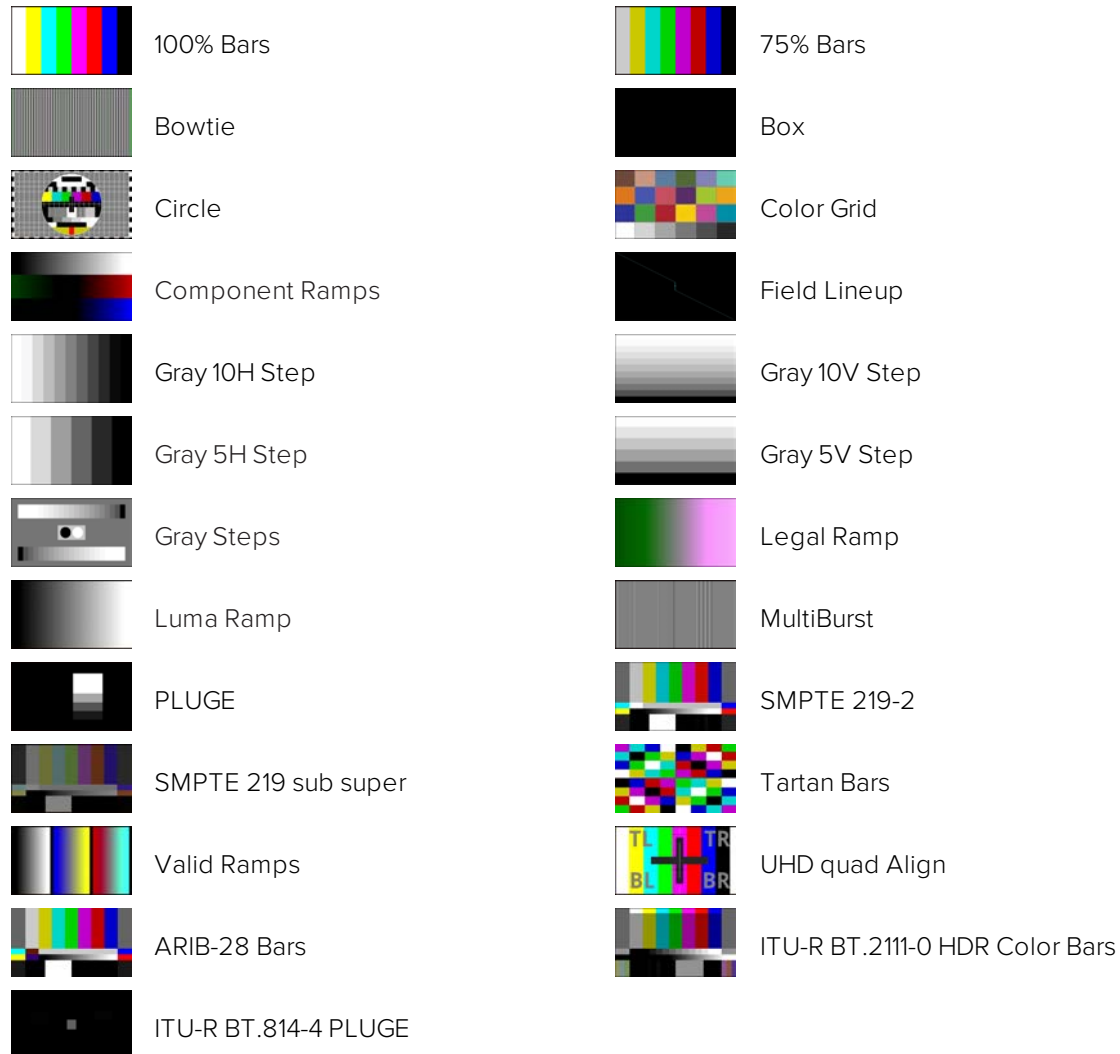 100% Bars
75% Bars
Bowtie
Box
Circle
Color Grid
Component Ramps
Field Lineup
Gray 10H Step
Gray 10V Step
Gray 5H Step
Gray 5V Step
Gray Steps
Legal Ramp
Luma Ramp
MultiBurst
PLUGE
SMPTE 219-2
SMPTE 219 sub super
Tartan Bars
Valid Ramps
TL TR
BL BR
UHD quad Align
ARIB-28 Bars
ITU-R BT.2111-0 HDR Color Bars
ITU-R BT.814-4 PLUGE